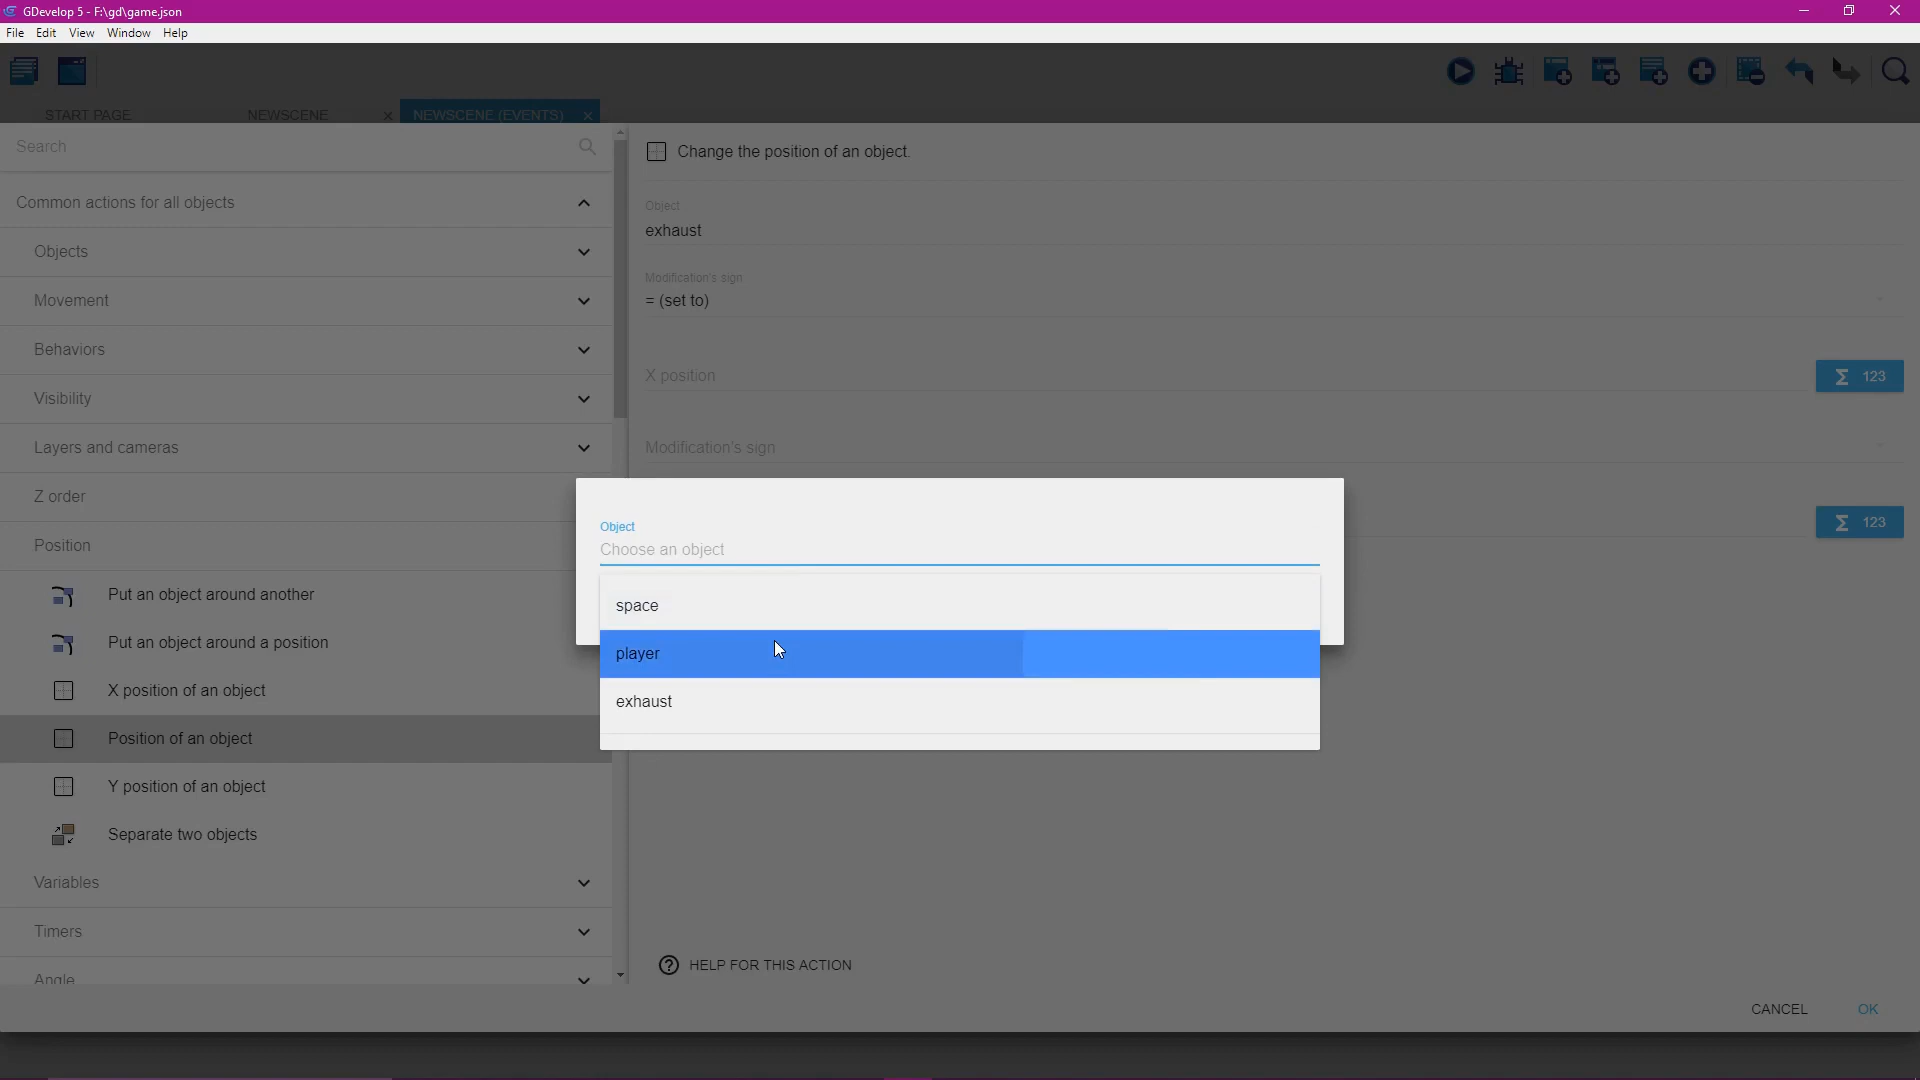 GDevelop 5 - F:\gd\game.json
File Edit View Window Help
START PAGE NEWSCENE NEWSCENE (EVENTS)
Search
Common actions for all objects
Objects
Movement
Behaviors
Visibility
Layers and cameras
Z order
Position
Put an object around another
Put an object around a position
X position of an object
Position of an object
Y position of an object
Separate two objects
Variables
Timers
Angle
Change the position of an object.
Object
exhaust
Modification's sign
= (set to)
X position
Σ 123
Modification's sign
Σ 123
Object
Choose an object
space
player
exhaust
HELP FOR THIS ACTION
CANCEL OK